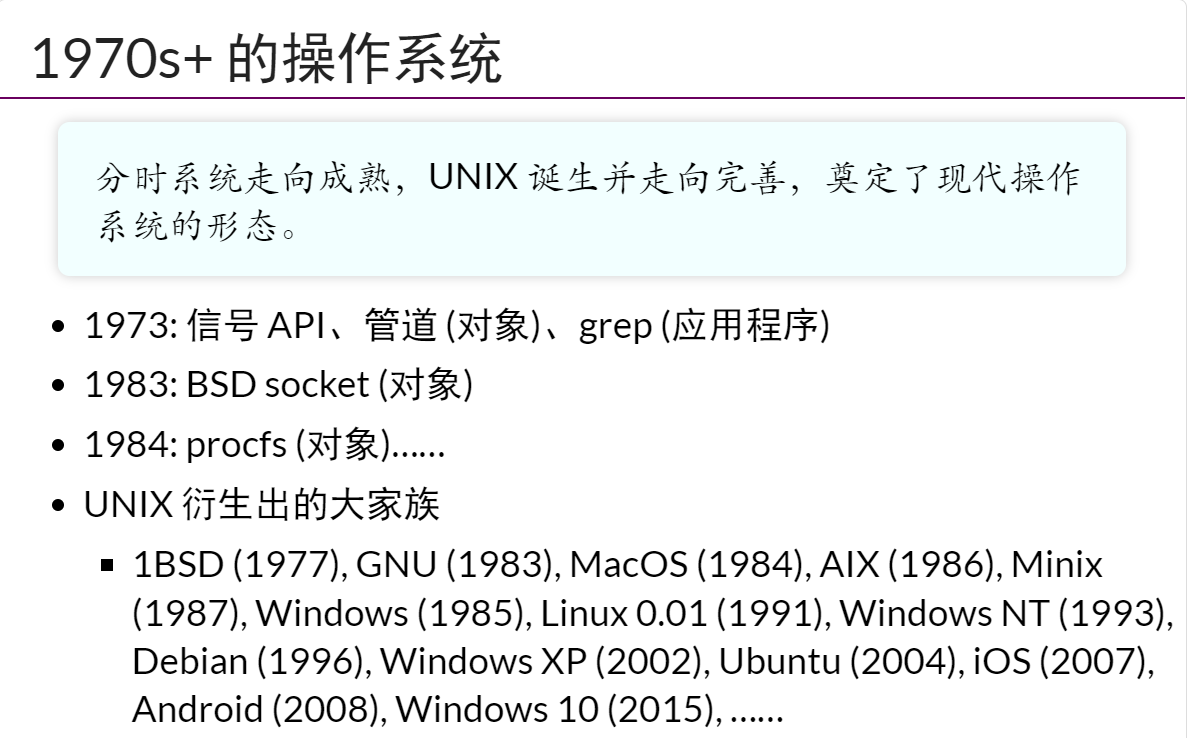 1970s+ 的操作系统
分时系统走向成熟，UNIX 诞生并走向完善，奠定了现代操作
系统的形态。
• 1973: 信号 API、管道 (对象)、grep (应用程序)
• 1983: BSD socket (对象)
• 1984: procfs (对象)……
• UNIX 衍生出的大家族
▪ 1BSD (1977), GNU (1983), MacOS (1984), AIX (1986), Minix
(1987), Windows (1985), Linux 0.01 (1991), Windows NT (1993),
Debian (1996), Windows XP (2002), Ubuntu (2004), iOS (2007),
Android (2008), Windows 10 (2015), ……